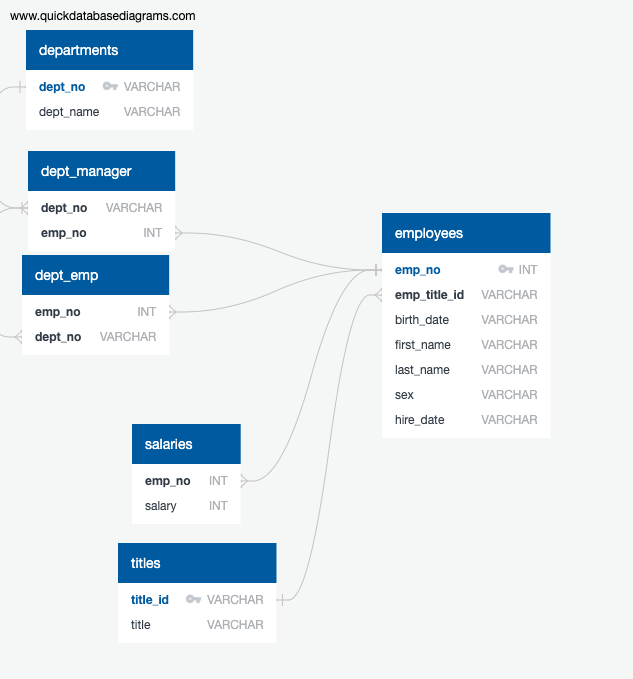 www.quickdatabasediagrams.com
departments
dept_no VARCHAR
dept_name VARCHAR
dept_manager
dept_no VARCHAR
emp_no INT
dept_emp
emp_no INT
dept_no VARCHAR
employees
emp_no INT
emp_title_id VARCHAR
birth_date VARCHAR
first_name VARCHAR
last_name VARCHAR
sex VARCHAR
hire_date VARCHAR
salaries
emp_no INT
salary INT
titles
title_id VARCHAR
title VARCHAR